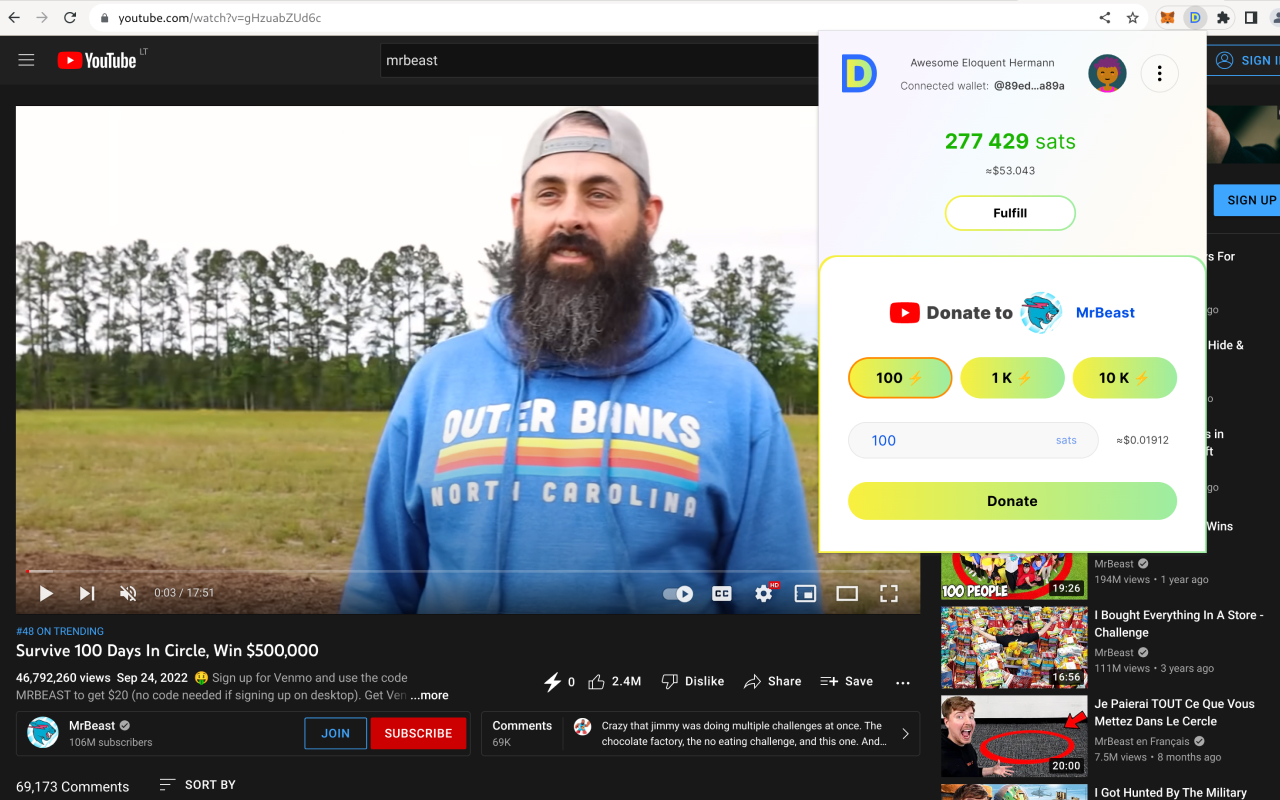 youtube.com/watch?v=gHzuabZUd6c
YouTube LT
mrbeast
SIGN I
D
Awesome Eloquent Hermann
Connected wallet: @89ed...a89a
277 429 sats
≈$53.043
Fulfill
Donate to MrBeast
100 ⚡ 1 K ⚡ 10 K ⚡
100 sats ≈$0.01912
Donate
OUTER BANKS
NORTH CAROLINA
0:03 / 17:51
CC
HD
#48 ON TRENDING
Survive 100 Days In Circle, Win $500,000
46,792,260 views Sep 24, 2022 🤑 Sign up for Venmo and use the code
MRBEAST to get $20 (no code needed if signing up on desktop). Get Ven ...more
0 2.4M Dislike Share Save ...
MrBeast
106M subscribers
JOIN
SUBSCRIBE
Comments
69K
Crazy that jimmy was doing multiple challenges at once. The
chocolate factory, the no eating challenge, and this one. And...
69,173 Comments
SORT BY
SIGN UP
s For
go
Hide &
o
s in
ft
go
Wins
MrBeast
194M views • 1 year ago
100 PEOPLE
19:26
I Bought Everything In A Store -
Challenge
MrBeast
111M views • 3 years ago
16:56
Je Paierai TOUT Ce Que Vous
Mettez Dans Le Cercle
MrBeast en Français
7.5M views • 8 months ago
20:00
I Got Hunted By The Military